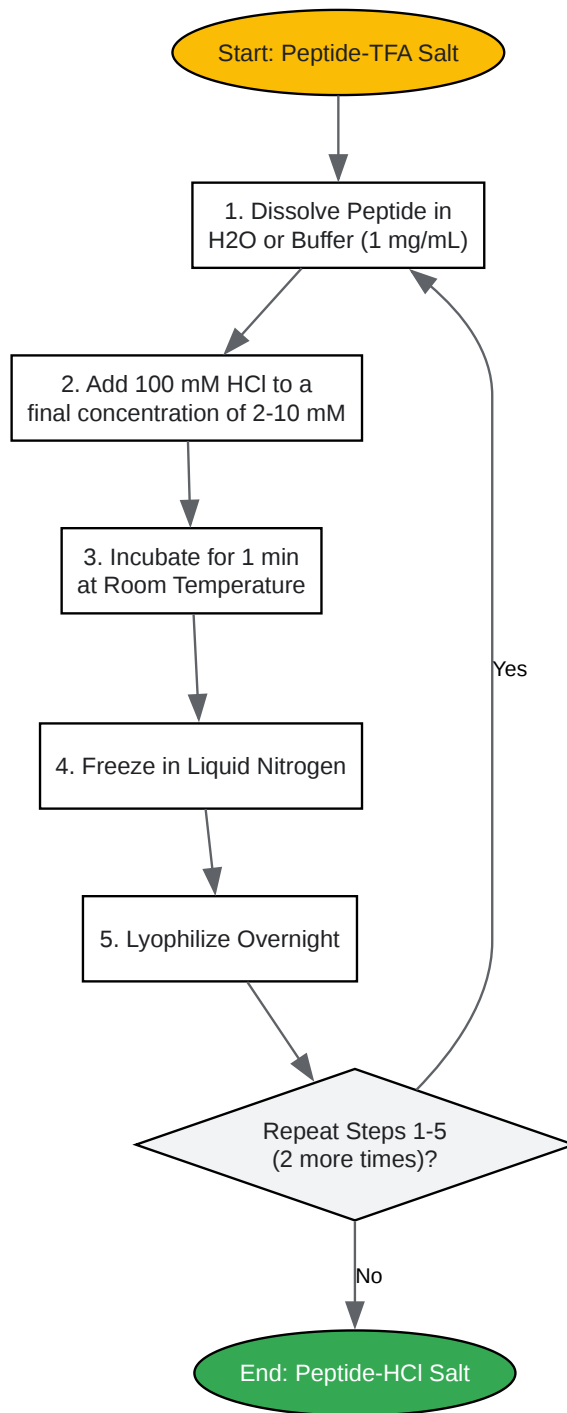 Start: Peptide-TFA Salt
1. Dissolve Peptide in
H2O or Buffer (1 mg/mL)
2. Add 100 mM HCl to a
final concentration of 2-10 mM
3. Incubate for 1 min
at Room Temperature
Yes
4. Freeze in Liquid Nitrogen
5. Lyophilize Overnight
Repeat Steps 1-5
(2 more times)?
No
End: Peptide-HCl Salt